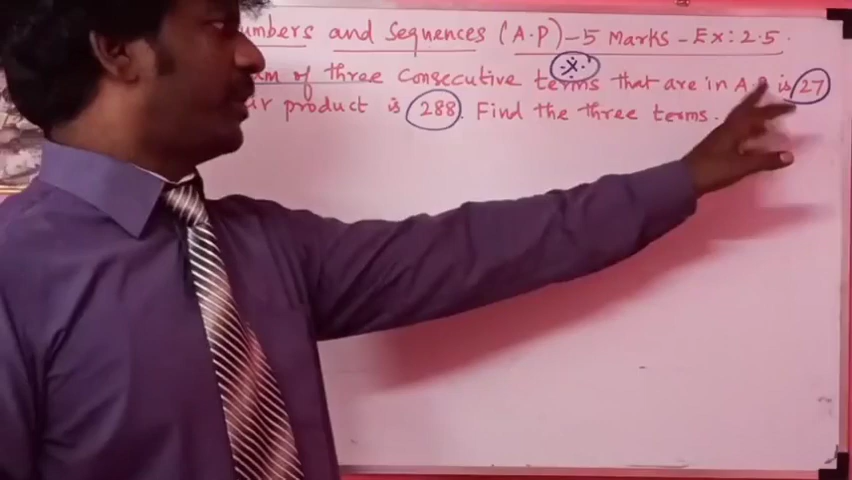 umbers and Sequences (A.P) - 5 Marks - Ex: 2.5.
um of three consecutive terms that are in A.P is 27
ur product is 288. Find the three terms.